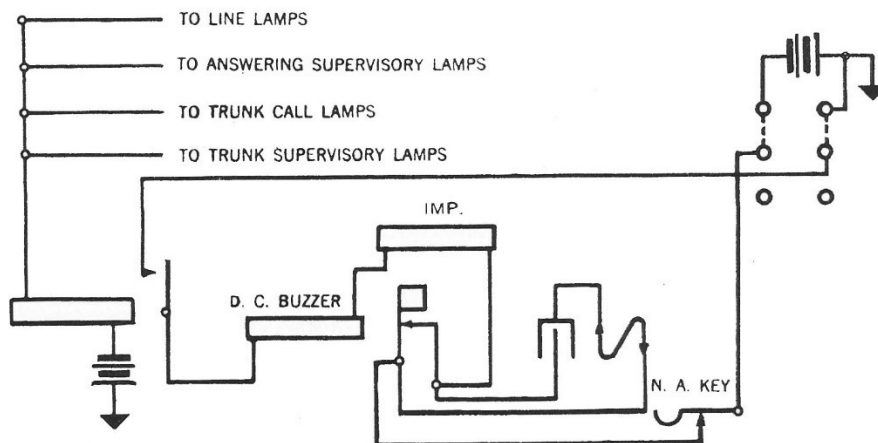 TO LINE LAMPS
TO ANSWERING SUPERVISORY LAMPS
TO TRUNK CALL LAMPS
TO TRUNK SUPERVISORY LAMPS
IMP.
D. C. BUZZER
N. A. KEY